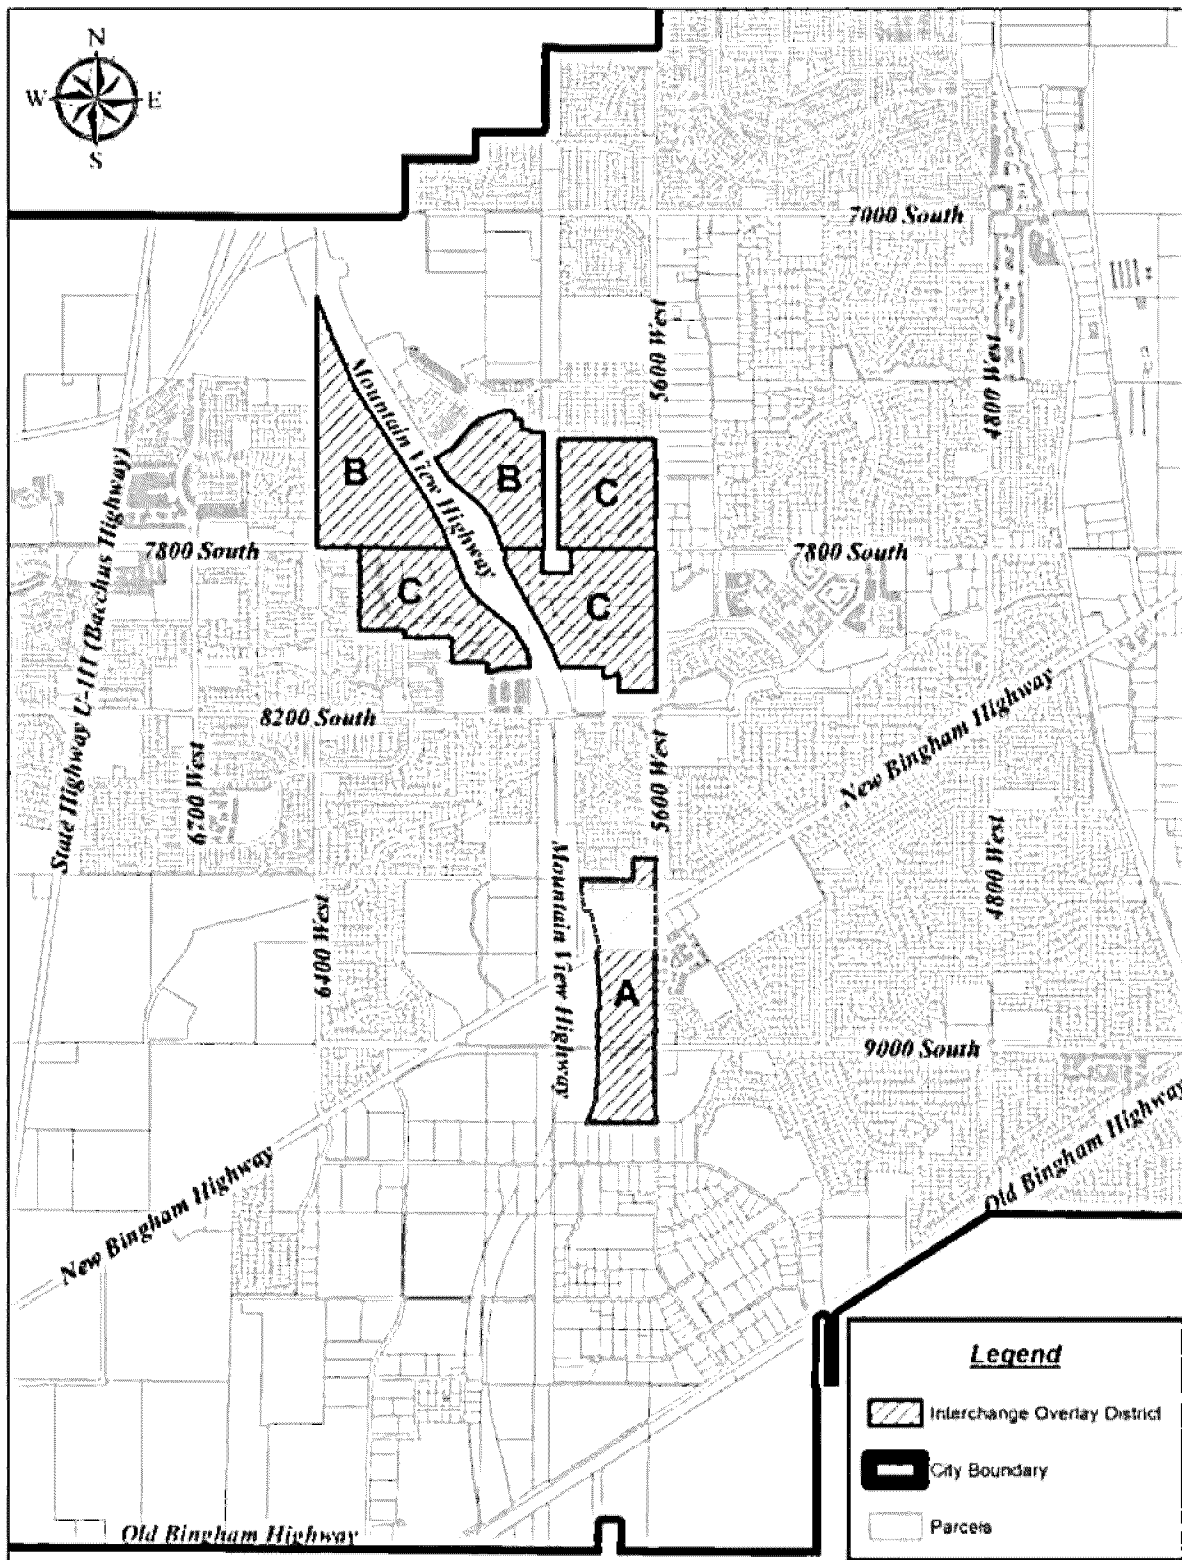 N
W E
S
7000 South
5600 West
4800 West
Mountain View Highway
B
B
C
State Highway U-111 (Bacchus Highway)
7800 South
7800 South
C
C
New Bingham Highway
8200 South
6700 West
5600 West
4800 West
Mountain View Highway
6400 West
A
9000 South
Old Bingham Highway
New Bingham Highway
Legend
Interchange Overlay District
City Boundary
Parcels
Old Bingham Highway